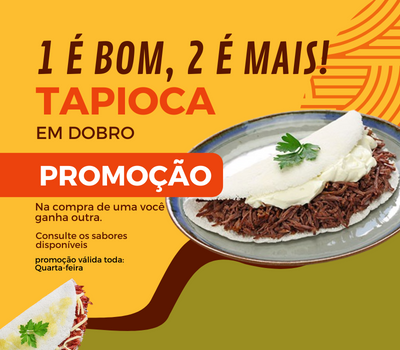 1 É BOM, 2 É MAIS!
TAPIOCA
EM DOBRO
PROMOÇÃO
Na compra de uma você
ganha outra.
Consulte os sabores
disponíveis
promoção válida toda:
Quarta-feira